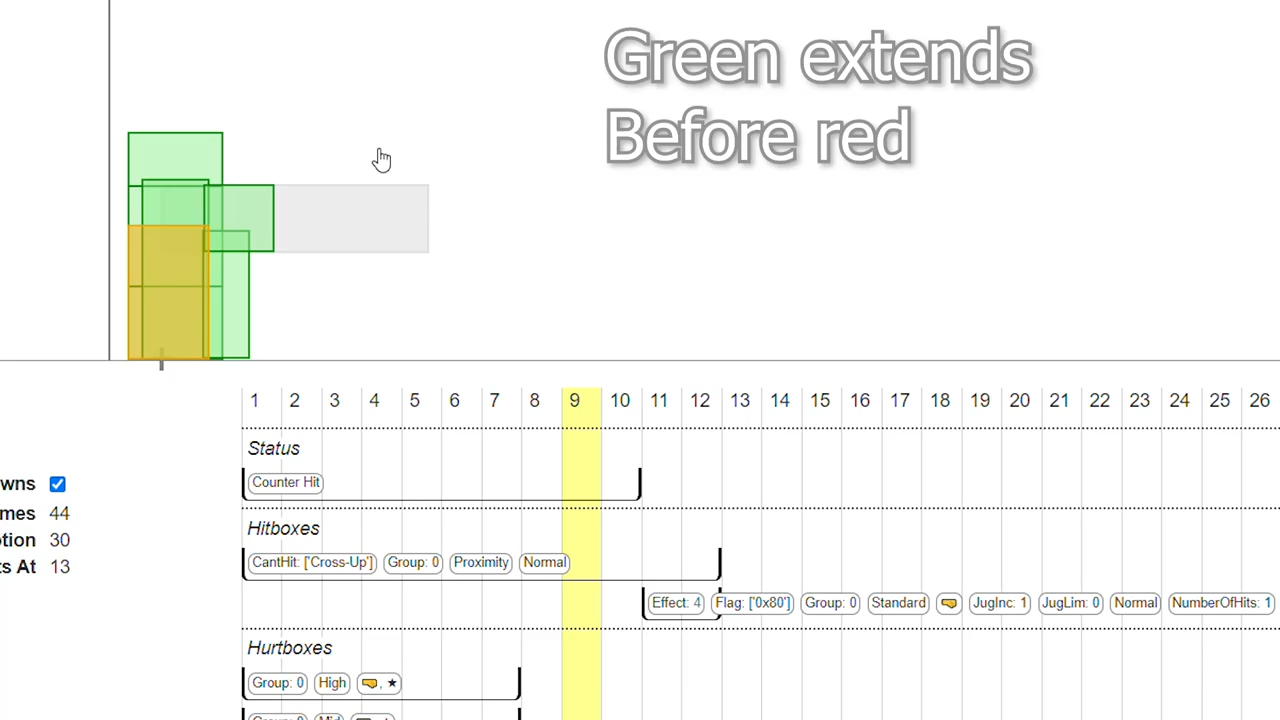 Green extends
Before red
1 2 3 4 5 6 7 8 9 10 11 12 13 14 15 16 17 18 19 20 21 22 23 24 25 26
Status
wns
Counter Hit
mes 44
Hitboxes
otion 30
CantHit: ['Cross-Up'] Group: 0 Proximity Normal
s At 13
Effect: 4 Flag: ['0x80'] Group: 0 Standard JugInc: 1 JugLim: 0 Normal NumberOfHits: 1
Hurtboxes
Group: 0 High , ★
Group: 0 Mid